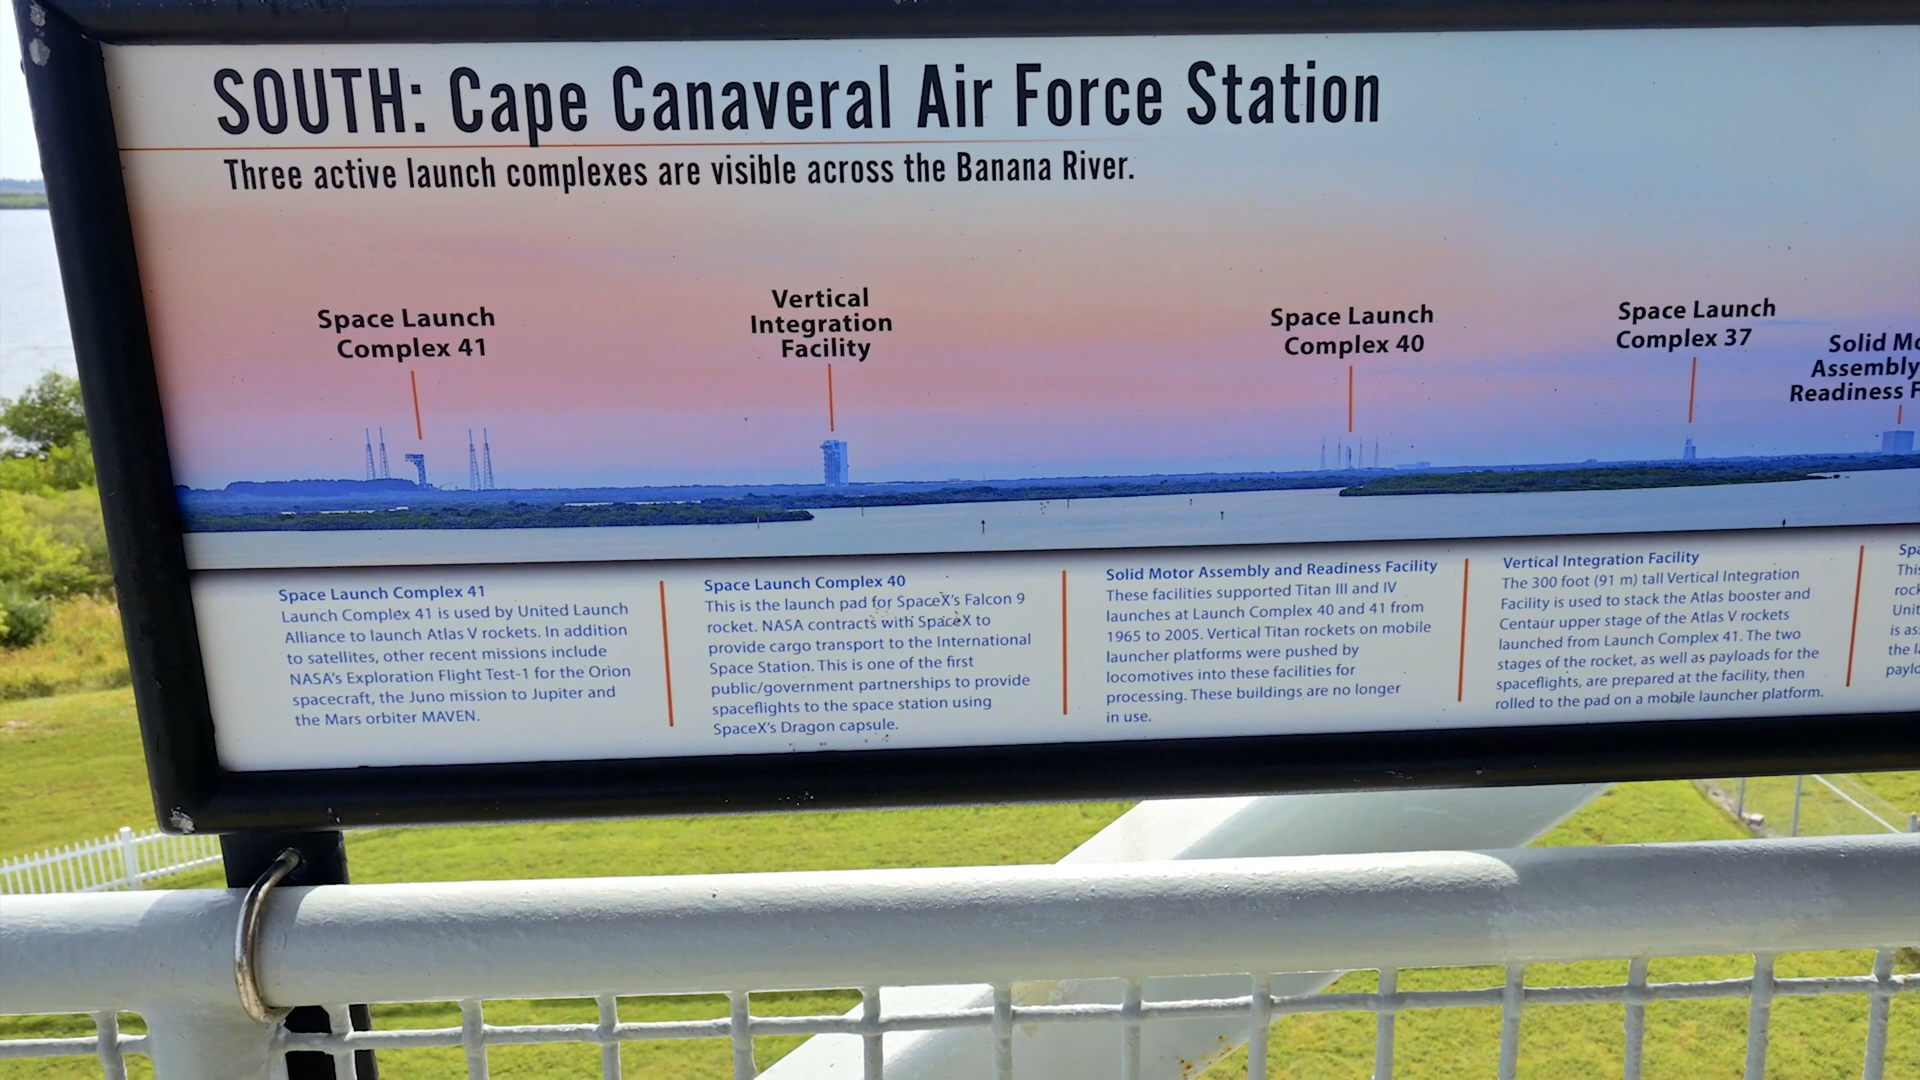 SOUTH: Cape Canaveral Air Force Station
Three active launch complexes are visible across the Banana River.
Space Launch
Complex 41
Vertical
Integration
Facility
Space Launch
Complex 40
Space Launch
Complex 37
Solid
Assembly
Readiness
Space Launch Complex 41
Launch Complex 41 is used by United Launch
Alliance to launch Atlas V rockets. In addition
to satellites, other recent missions include
NASA's Exploration Flight Test-1 for the Orion
spacecraft, the Juno mission to Jupiter and
the Mars orbiter MAVEN.
Space Launch Complex 40
This is the launch pad for SpaceX's Falcon 9
rocket. NASA contracts with SpaceX to
provide cargo transport to the International
Space Station. This is one of the first
public/government partnerships to provide
spaceflights to the space station using
SpaceX's Dragon capsule.
Solid Motor Assembly and Readiness Facility
These facilities supported Titan III and IV
launches at Launch Complex 40 and 41 from
1965 to 2005. Vertical Titan rockets on mobile
launcher platforms were pushed by
locomotives into these facilities for
processing. These buildings are no longer
in use.
Vertical Integration Facility
The 300 foot (91 m) tall Vertical Integration
Facility is used to stack the Atlas booster and
Centaur upper stage of the Atlas V rockets
launched from Launch Complex 41. The two
stages of the rocket, as well as payloads for the
spaceflights, are prepared at the facility, then
rolled to the pad on a mobile launcher platform.
is
the